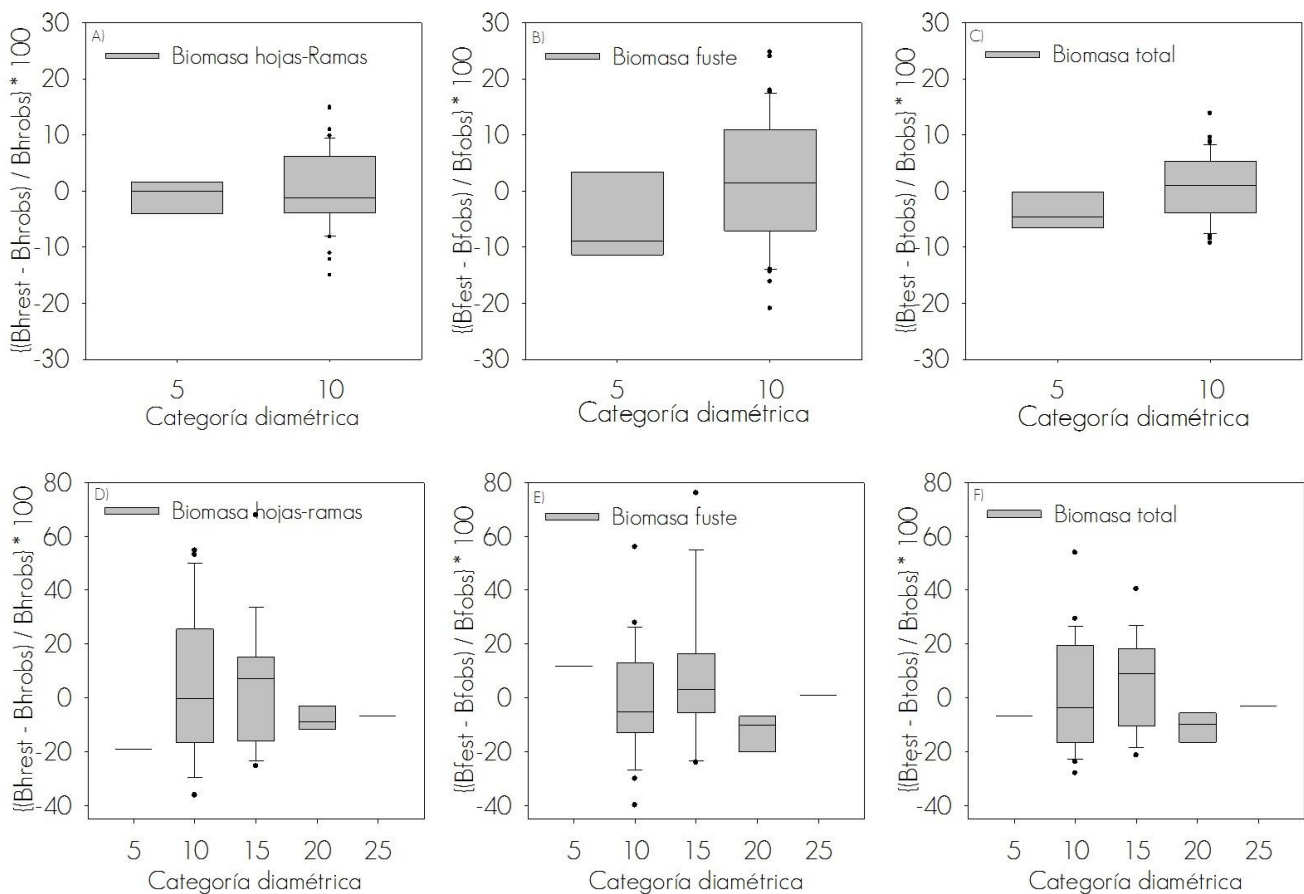 A)
Biomasa hojas-Ramas
{(Bhrest - Bhrobs) / Bhrobs} * 100
30
20
10
0
-10
-20
-30
5 10
Categoría diamétrica
B)
Biomasa fuste
{(Bfest - Bfobs) / Bfobs} * 100
30
20
10
0
-10
-20
-30
5 10
Categoría diamétrica
C)
Biomasa total
{(Btest - Btobs) / Btobs} * 100
30
20
10
0
-10
-20
-30
5 10
Categoría diamétrica
D)
Biomasa hojas-ramas
{(Bhrest - Bhrobs) / Bhrobs} * 100
80
60
40
20
0
-20
-40
5 10 15 20 25
Categoría diamétrica
E)
Biomasa fuste
{(Bfest - Bfobs) / Bfobs} * 100
80
60
40
20
0
-20
-40
5 10 15 20 25
Categoría diamétrica
F)
Biomasa total
{(Btest - Btobs) / Btobs} * 100
80
60
40
20
0
-20
-40
5 10 15 20 25
Categoría diamétrica